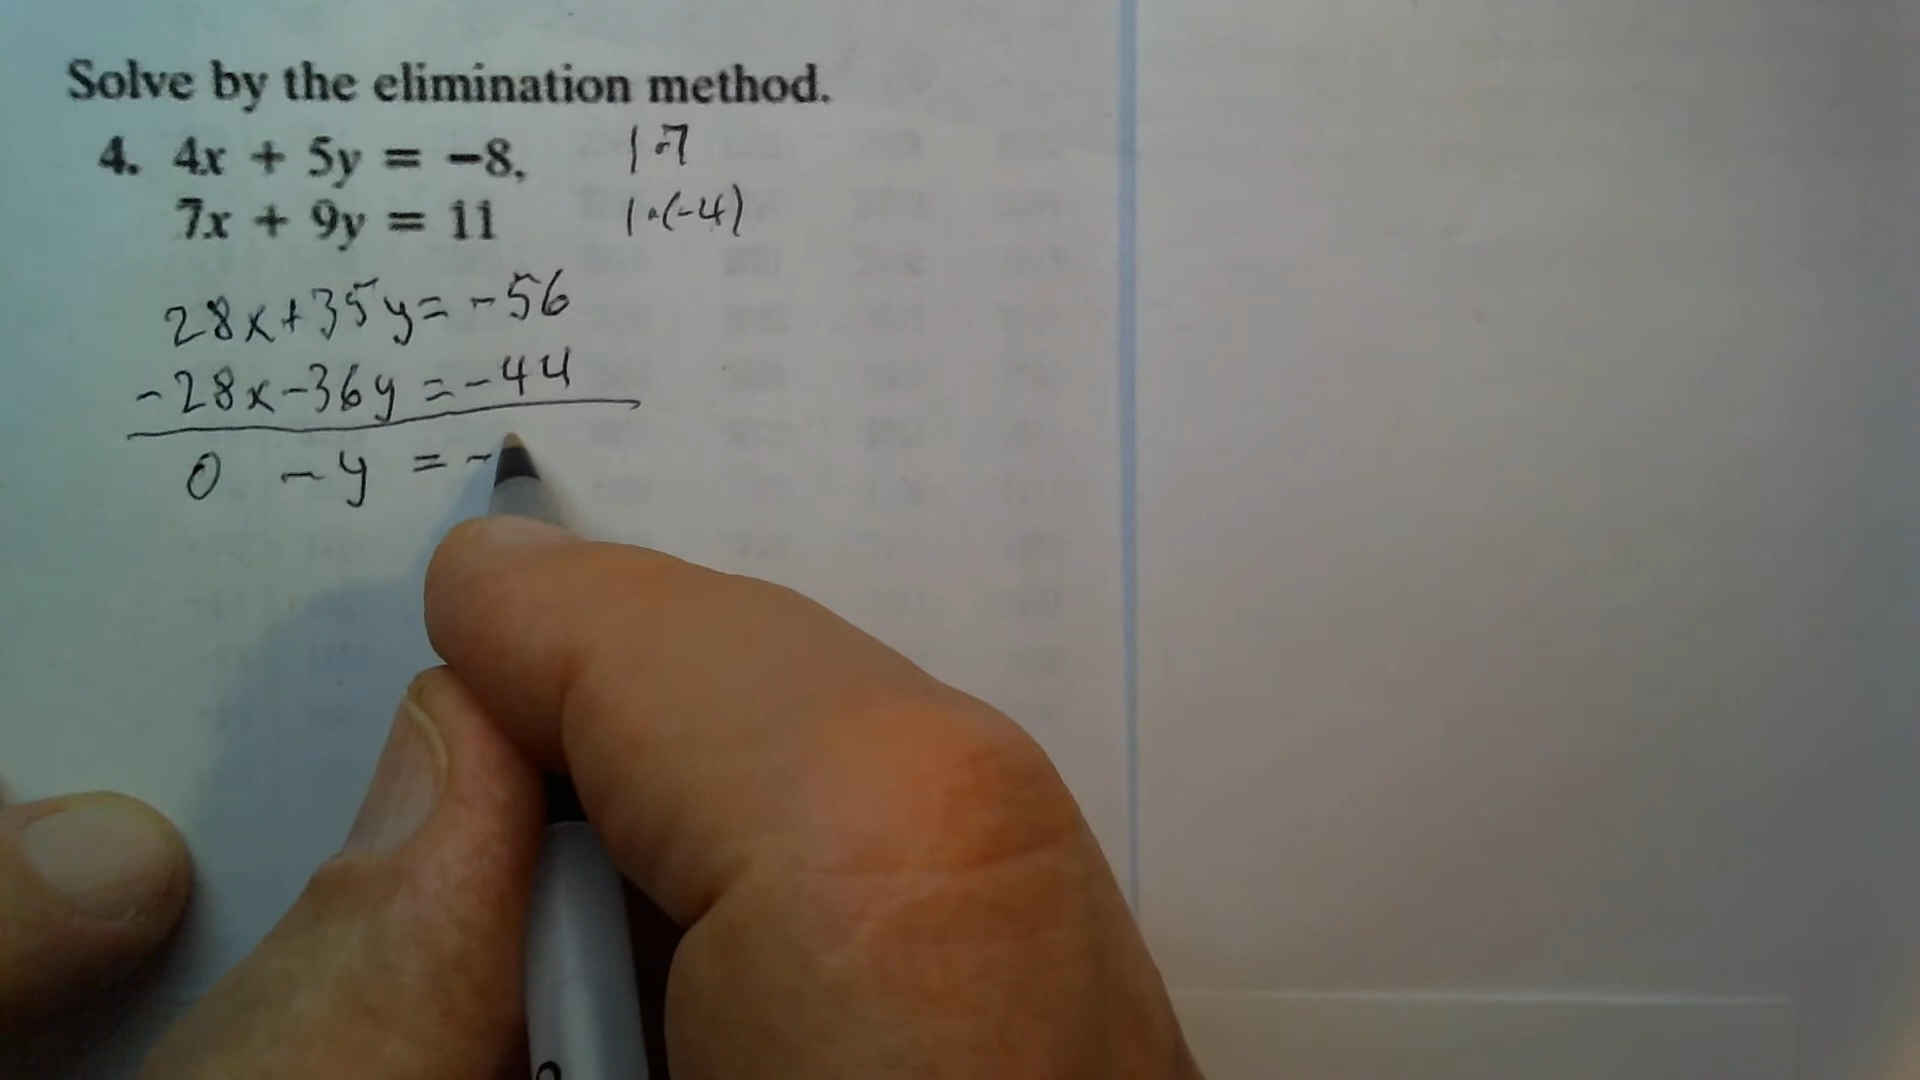 Solve by the elimination method.
4. 4x + 5y = -8, | ·7
7x + 9y = 11 | ·(-4)
28x+35y=-56
-28x-36y=-44
0 -y = -